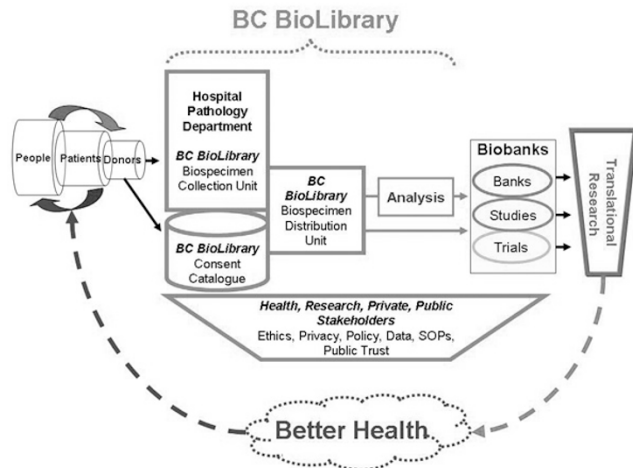 BC BioLibrary
People
Patients
Donors
Hospital
Pathology
Department
BC BioLibrary
Biospecimen
Collection Unit
BC BioLibrary
Consent
Catalogue
BC
BioLibrary
Biospecimen
Distribution
Unit
Analysis
Biobanks
Banks
Studies
Trials
Translational
Research
Health, Research, Private, Public
Stakeholders
Ethics, Privacy, Policy, Data, SOPs,
Public Trust
Better Health